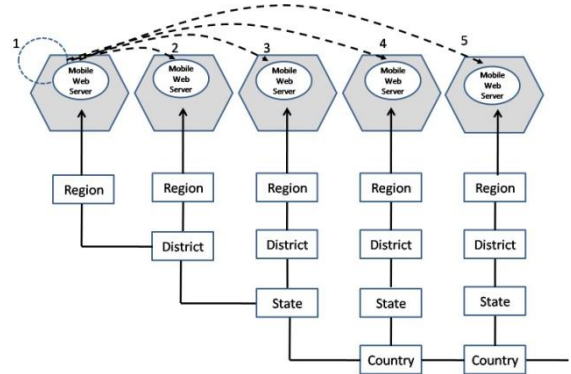 1
2
3
4
5
Mobile
Web
Server
Mobile
Web
Server
Mobile
Web
Server
Mobile
Web
Server
Mobile
Web
Server
Region
Region
Region
Region
Region
District
District
District
District
State
State
State
Country
Country